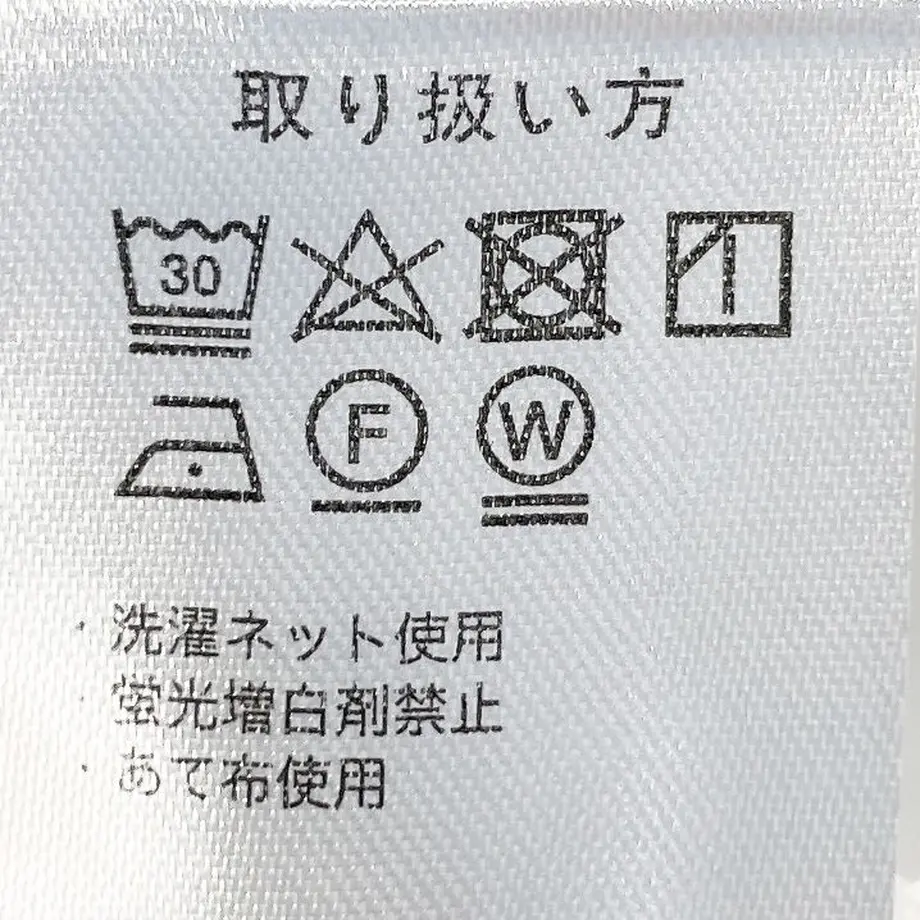 取り扱い方
30
F W
・洗濯ネット使用
・蛍光増白剤禁止
・あて布使用